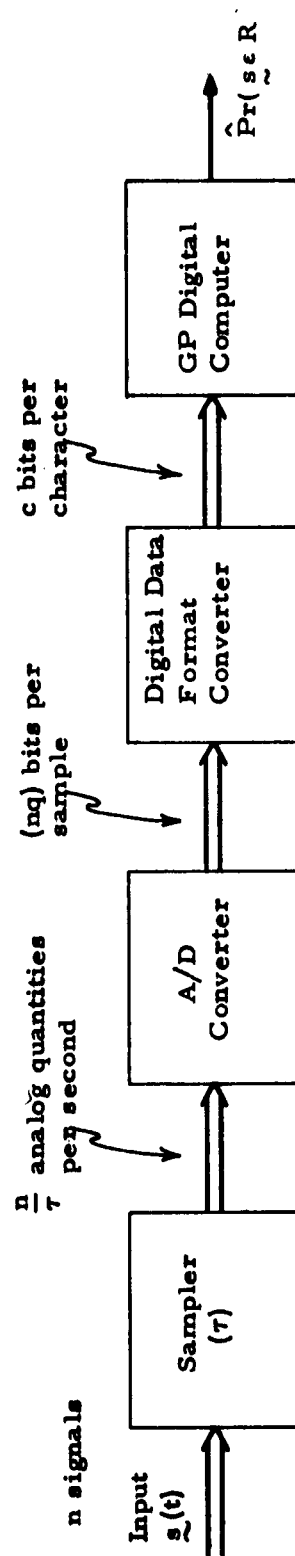 n signals
Input
s(t)
Sampler
(τ)
n/τ analog quantities
per second
A/D
Converter
(nq) bits per
sample
Digital Data
Format
Converter
c bits per
character
GP Digital
Computer
P̂r( s ε R